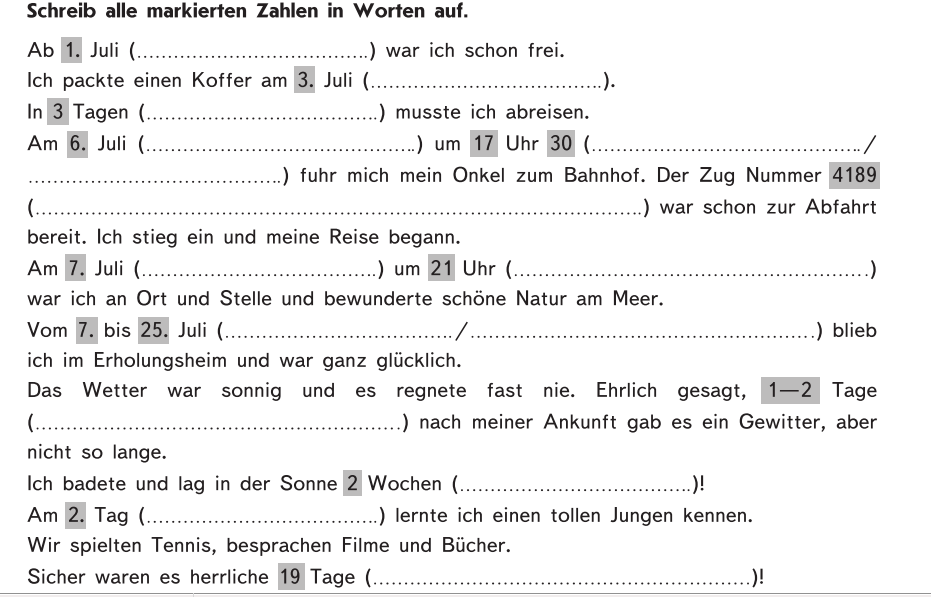 Schreib alle markierten Zahlen in Worten auf.
Ab 1. Juli (......................................) war ich schon frei.
Ich packte einen Koffer am 3. Juli (......................................).
In 3 Tagen (......................................) musste ich abreisen.
Am 6. Juli (............................................) um 17 Uhr 30 (............................................/
.........................................) fuhr mich mein Onkel zum Bahnhof. Der Zug Nummer 4189
(..................................................................................................) war schon zur Abfahrt
bereit. Ich stieg ein und meine Reise begann.
Am 7. Juli (......................................) um 21 Uhr (..........................................................)
war ich an Ort und Stelle und bewunderte schöne Natur am Meer.
Vom 7. bis 25. Juli (....................................../........................................................) blieb
ich im Erholungsheim und war ganz glücklich.
Das Wetter war sonnig und es regnete fast nie. Ehrlich gesagt, 1—2 Tage
(............................................................) nach meiner Ankunft gab es ein Gewitter, aber
nicht so lange.
Ich badete und lag in der Sonne 2 Wochen (......................................)!
Am 2. Tag (......................................) lernte ich einen tollen Jungen kennen.
Wir spielten Tennis, besprachen Filme und Bücher.
Sicher waren es herrliche 19 Tage (..............................................................)!